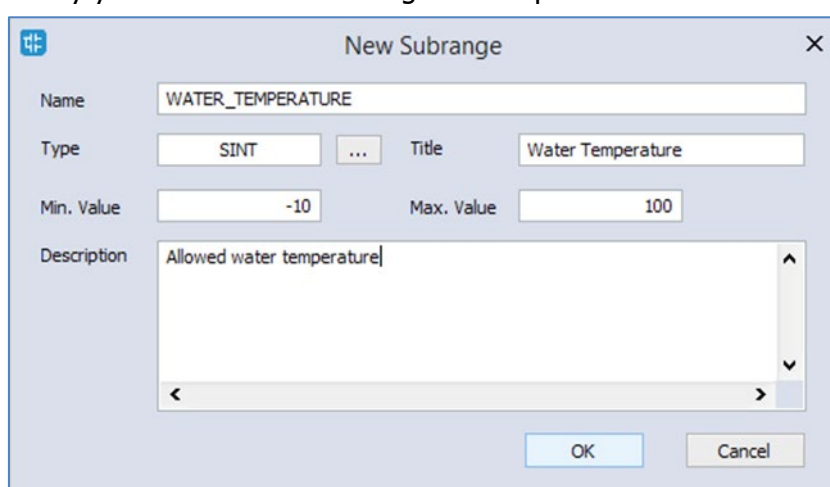 New Subrange
Name WATER_TEMPERATURE
Type SINT ... Title Water Temperature
Min. Value -10 Max. Value 100
Description Allowed water temperature
OK Cancel